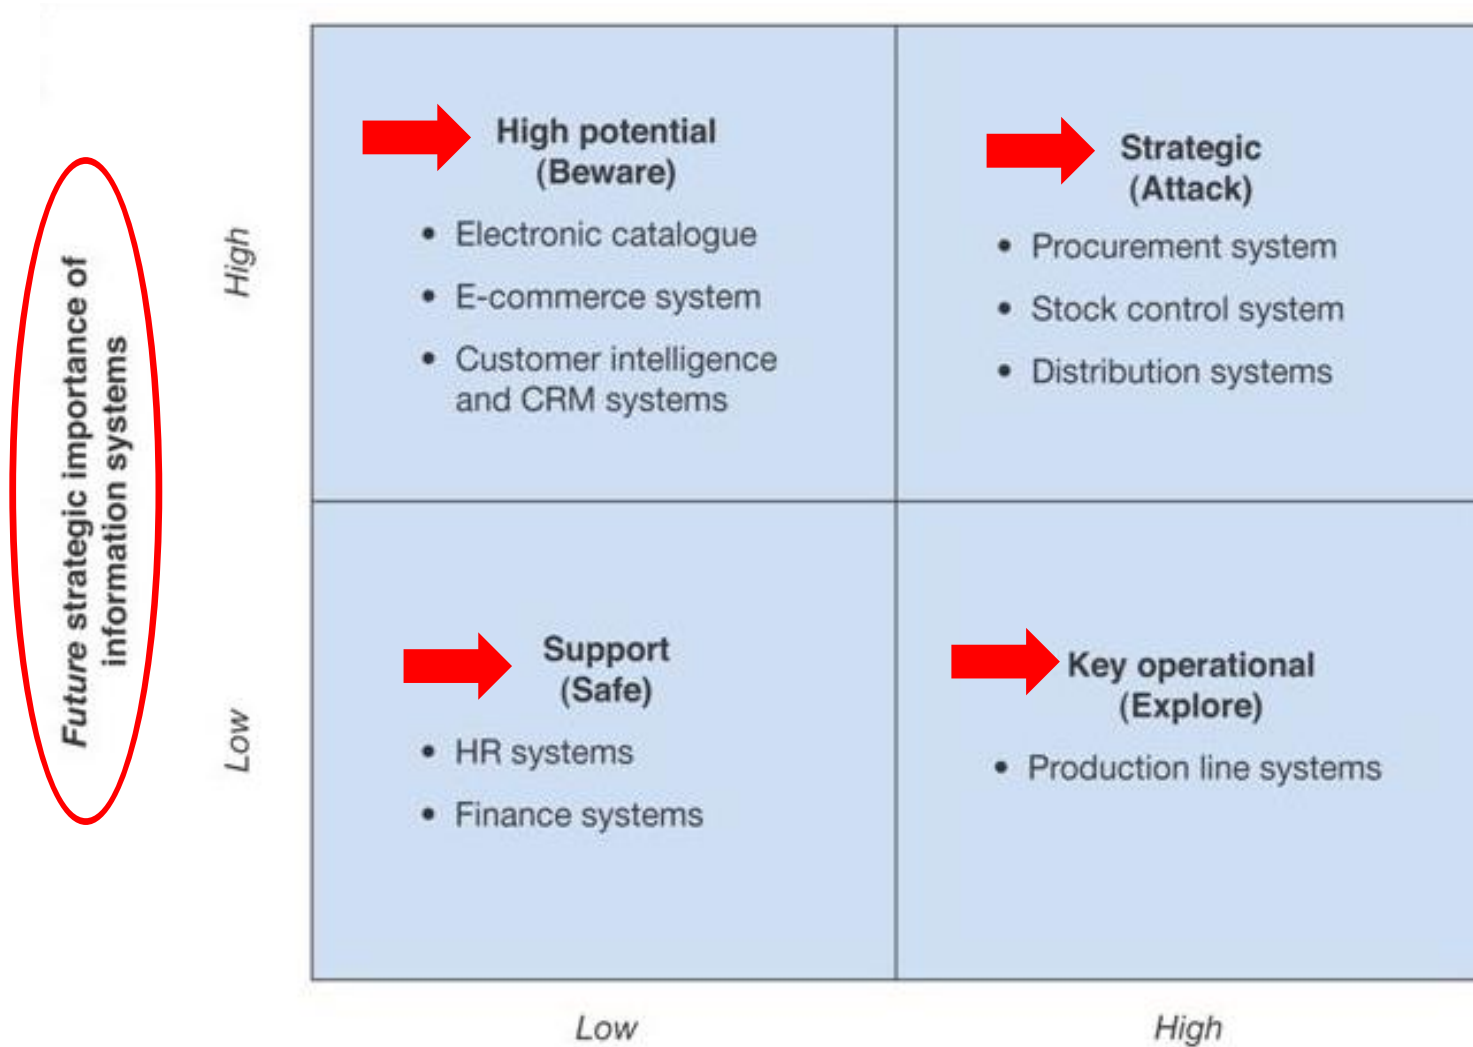 Future strategic importance of
information systems
High
Low
High potential
(Beware)
• Electronic catalogue
• E-commerce system
• Customer intelligence
and CRM systems
Strategic
(Attack)
• Procurement system
• Stock control system
• Distribution systems
Support
(Safe)
• HR systems
• Finance systems
Key operational
(Explore)
• Production line systems
Low
High